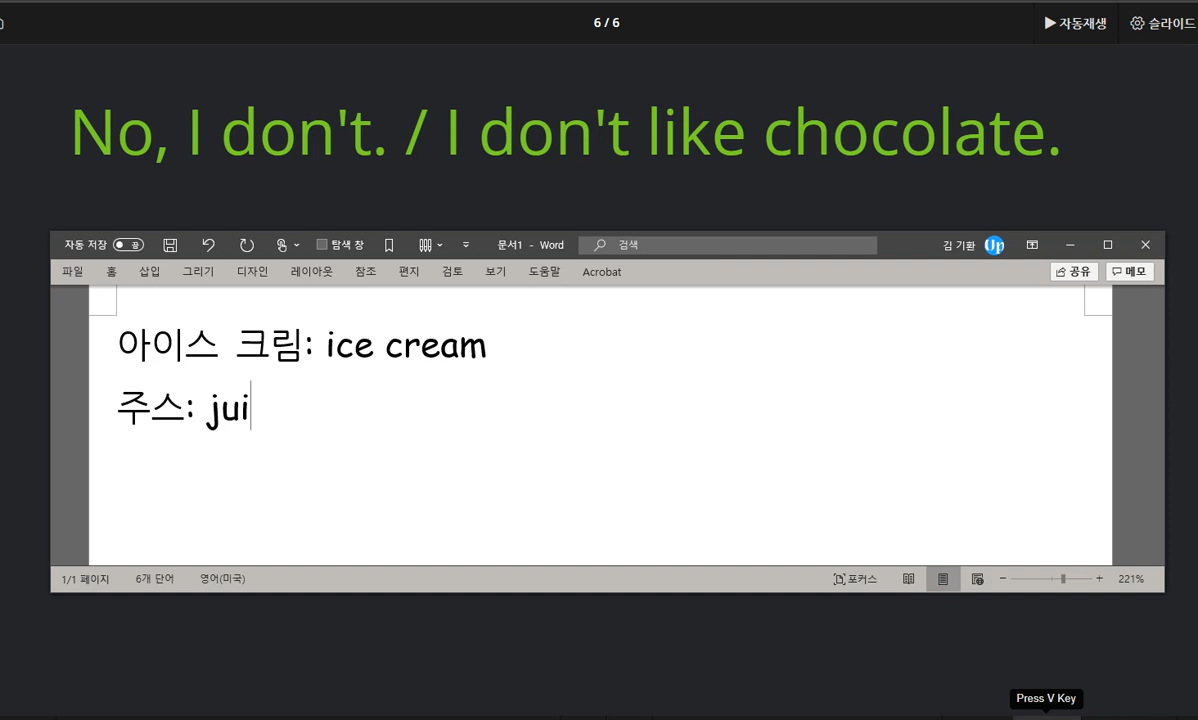 6 / 6
자동재생
슬라이드
No, I don't. / I don't like chocolate.
자동 저장 끔
탐색 창
문서1 - Word
검색
김 기환
Up
파일 홈 삽입 그리기 디자인 레이아웃 참조 편지 검토 보기 도움말 Acrobat
공유 메모
아이스 크림: ice cream
주스: jui
1/1 페이지 6개 단어 영어(미국)
포커스
221%
Press V Key